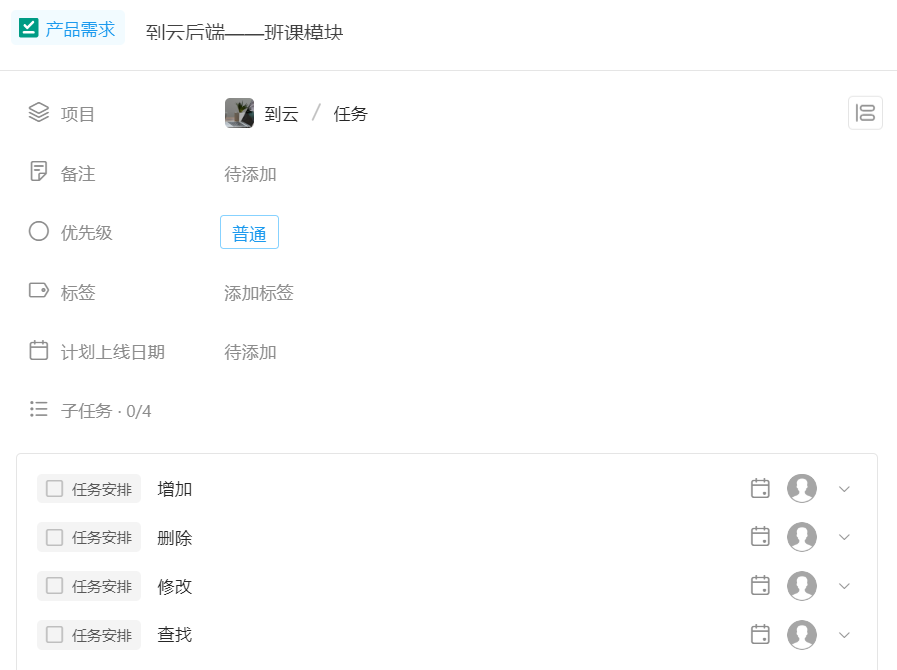 产品需求 到云后端——班课模块
项目 到云 / 任务
备注 待添加
优先级 普通
标签 添加标签
计划上线日期 待添加
子任务 · 0/4
任务安排 增加
任务安排 删除
任务安排 修改
任务安排 查找